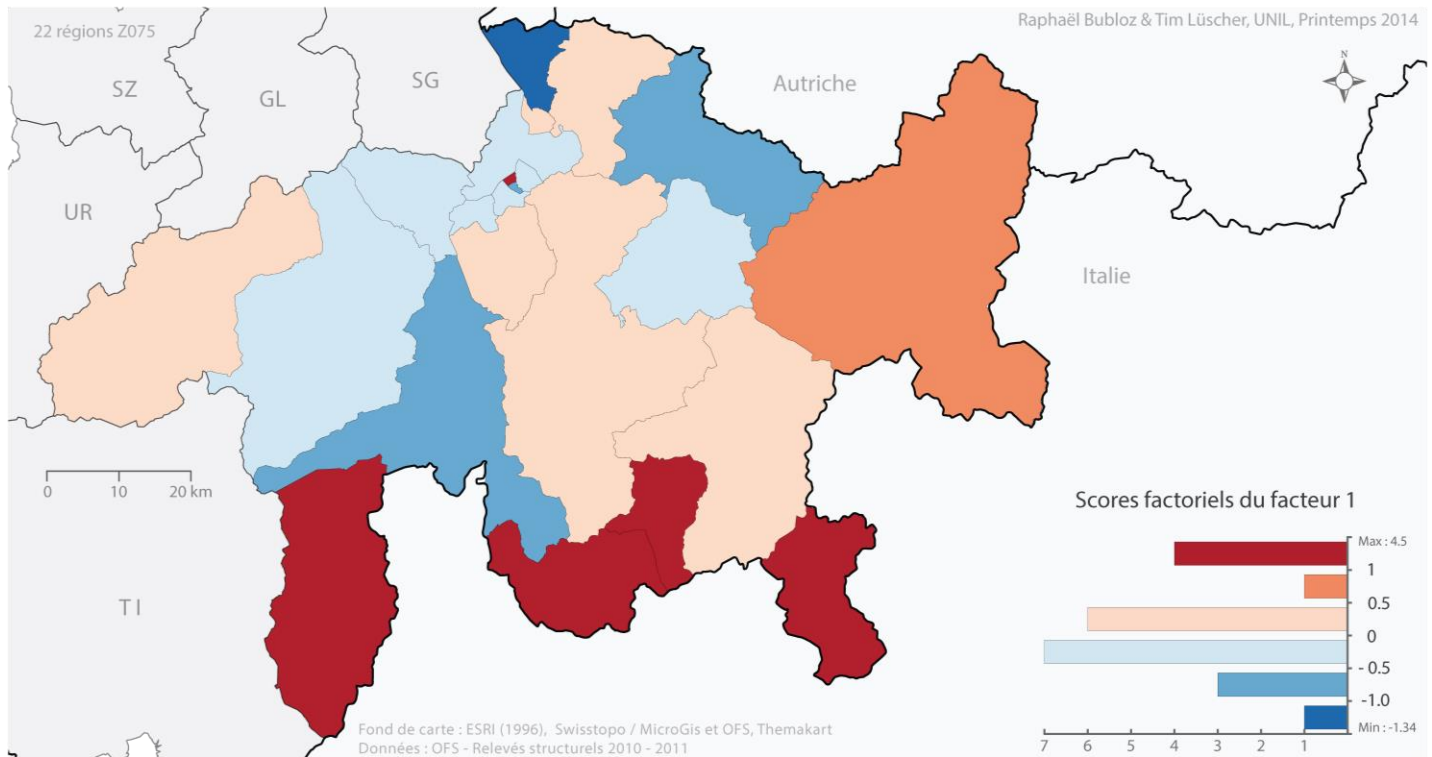 22 régions Z075
Raphaël Bubloz & Tim Lüscher, UNIL, Printemps 2014
N
SZ
GL
SG
Autriche
UR
Italie
0 10 20 km
TI
Scores factoriels du facteur 1
Max : 4.5
1
0.5
0
- 0.5
-1.0
Min : -1.34
7 6 5 4 3 2 1
Fond de carte : ESRI (1996), Swisstopo / MicroGis et OFS, Themakart
Données : OFS - Relevés structurels 2010 - 2011